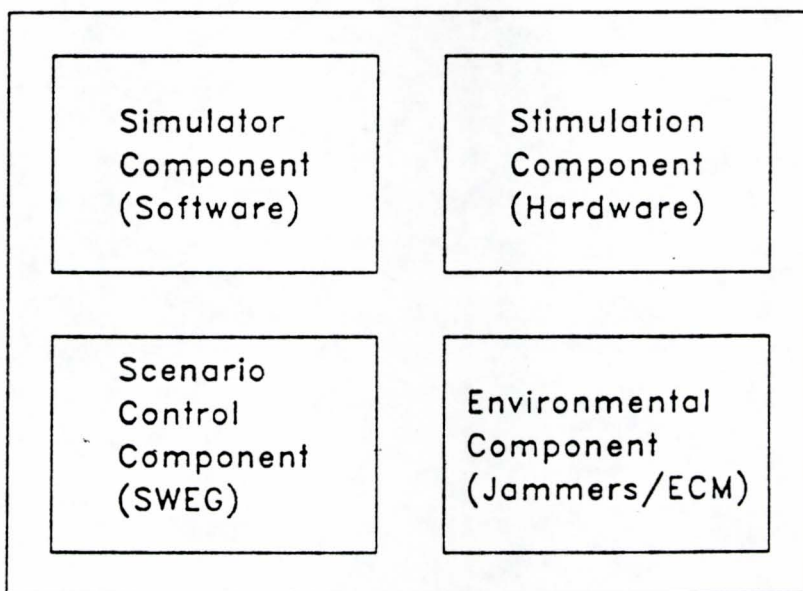 Simulator
Component
(Software)
Stimulation
Component
(Hardware)
Scenario
Control
Component
(SWEG)
Environmental
Component
(Jammers/ECM)